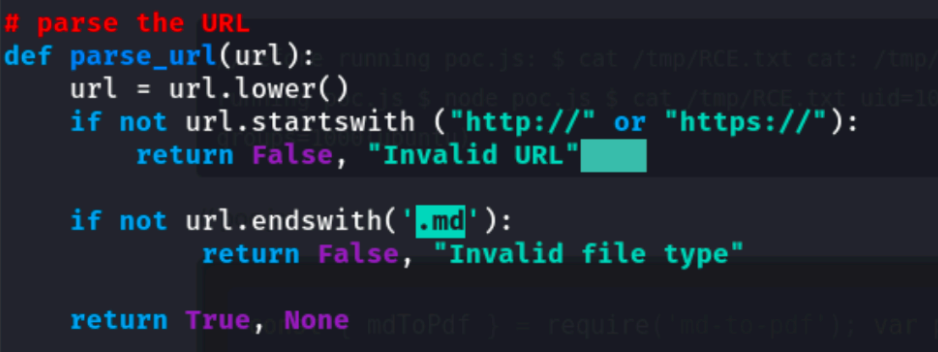 # parse the URL
def parse_url(url):
    url = url.lower()
    if not url.startswith ("http://" or "https://"):
        return False, "Invalid URL"

    if not url.endswith('.md'):
            return False, "Invalid file type"

    return True, None